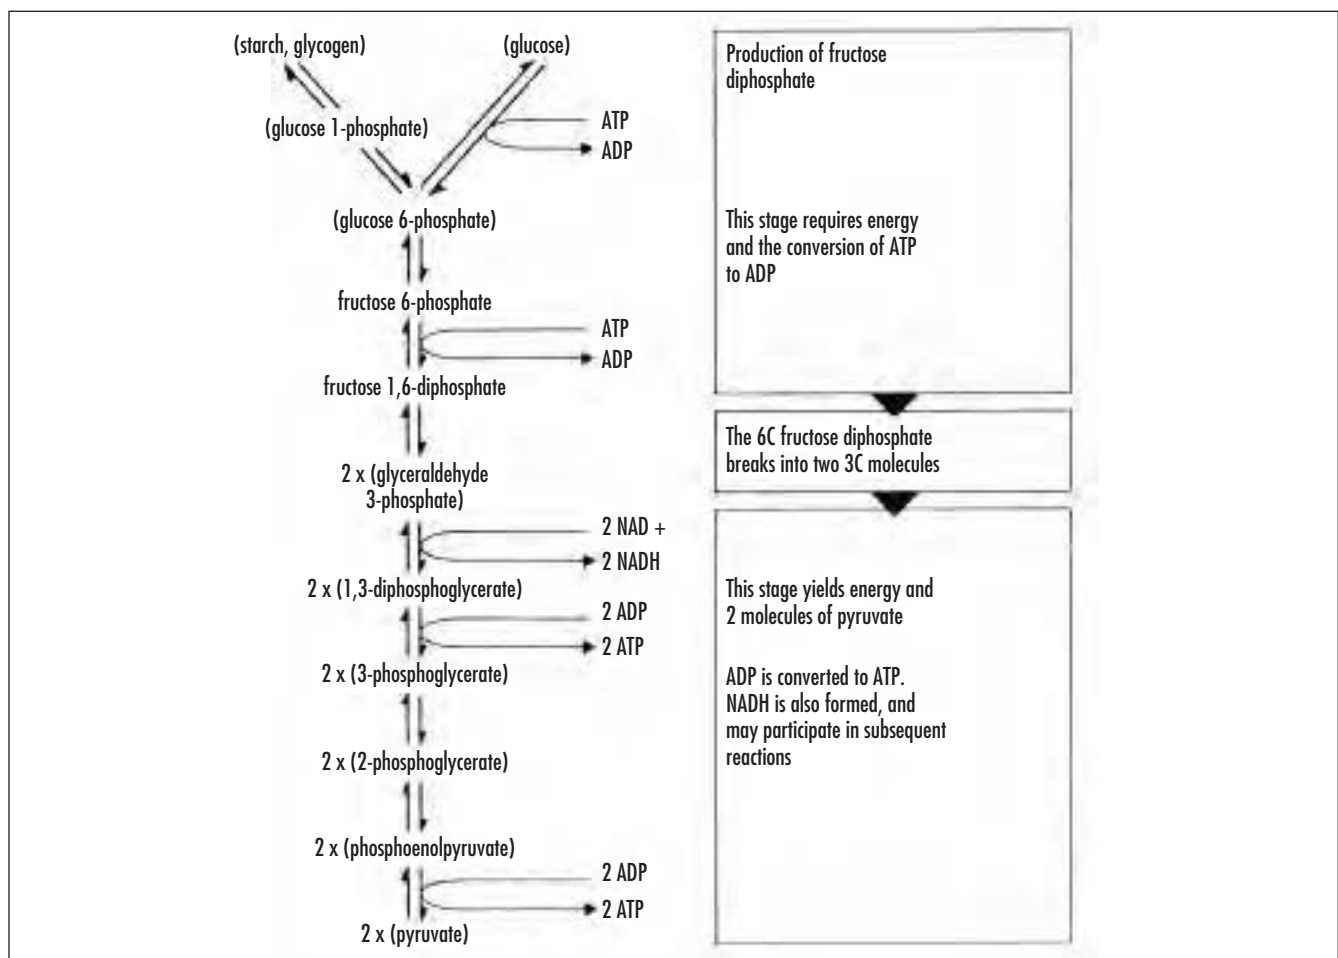 (starch, glycogen)
(glucose)
(glucose 1-phosphate)
ATP
ADP
(glucose 6-phosphate)
fructose 6-phosphate
ATP
ADP
fructose 1,6-diphosphate
2 x (glyceraldehyde
3-phosphate)
2 NAD +
2 NADH
2 x (1,3-diphosphoglycerate)
2 ADP
2 ATP
2 x (3-phosphoglycerate)
2 x (2-phosphoglycerate)
2 x (phosphoenolpyruvate)
2 ADP
2 ATP
2 x (pyruvate)
Production of fructose
diphosphate
This stage requires energy
and the conversion of ATP
to ADP
The 6C fructose diphosphate
breaks into two 3C molecules
This stage yields energy and
2 molecules of pyruvate
ADP is converted to ATP.
NADH is also formed, and
may participate in subsequent
reactions